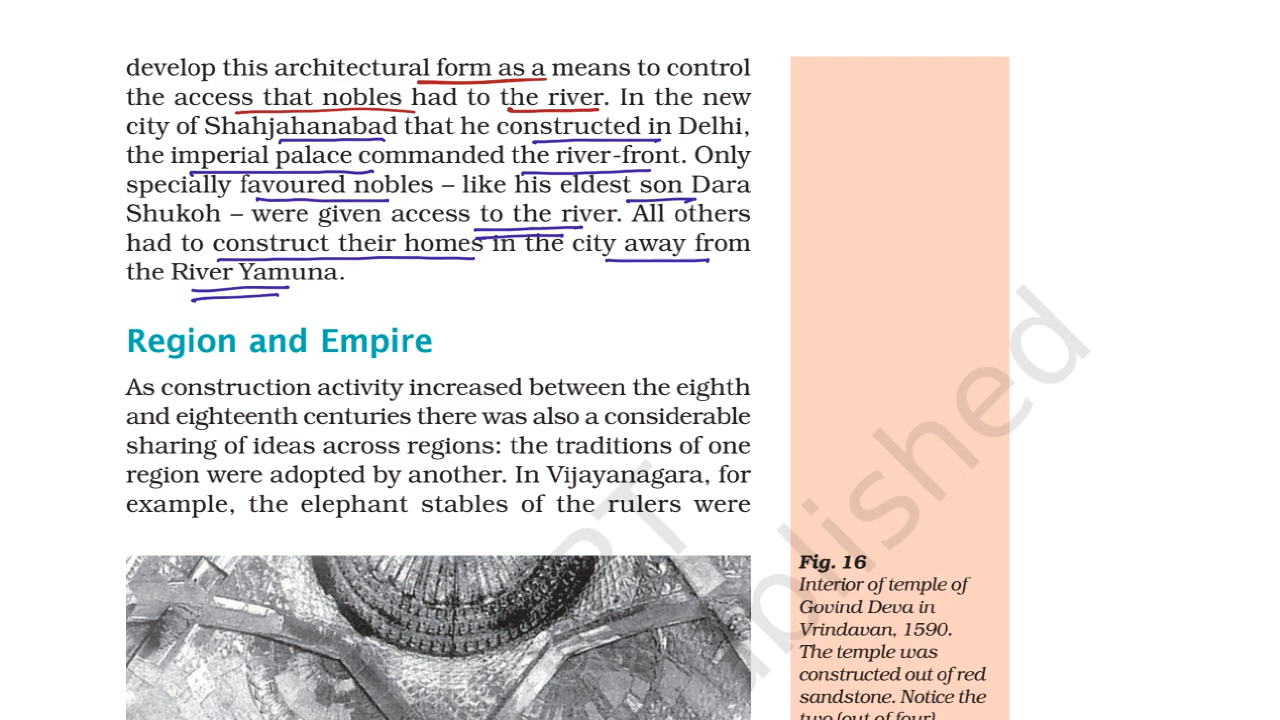 develop this architectural form as a means to control
the access that nobles had to the river. In the new
city of Shahjahanabad that he constructed in Delhi,
the imperial palace commanded the river-front. Only
specially favoured nobles – like his eldest son Dara
Shukoh – were given access to the river. All others
had to construct their homes in the city away from
the River Yamuna.
Region and Empire
As construction activity increased between the eighth
and eighteenth centuries there was also a considerable
sharing of ideas across regions: the traditions of one
region were adopted by another. In Vijayanagara, for
example, the elephant stables of the rulers were
Fig. 16
Interior of temple of
Govind Deva in
Vrindavan, 1590.
The temple was
constructed out of red
sandstone. Notice the
two (out of four)